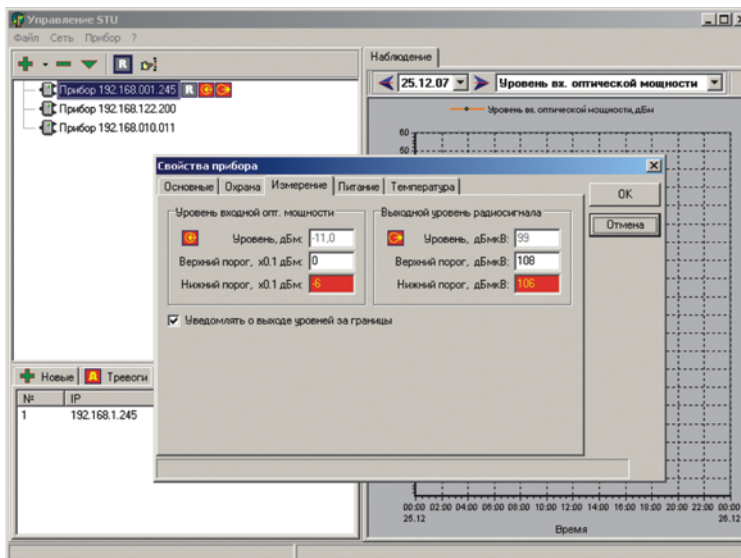 Управление STU
Файл Сеть Прибор ?
R
Прибор 192.168.001.245 R
Прибор 192.168.122.200
Прибор 192.168.010.011
Новые A Тревоги
№ IP
1 192.168.1.245
Наблюдение
25.12.07 Уровень вх. оптической мощности
Уровень вх. оптической мощности, дБм
60
50
Свойства прибора
Основные Охрана Измерение Питание Температура
Уровень входной опт. мощности
Уровень, дБм: -11,0
Верхний порог, x0.1 дБм: 0
Нижний порог, x0.1 дБм: -6
Выходной уровень радиосигнала
Уровень, дБмкВ: 99
Верхний порог, дБмкВ: 108
Нижний порог, дБмкВ: 106
Уведомлять о выходе уровней за границы
OK
Отмена
00:00 02:00 04:00 06:00 08:00 10:00 12:00 14:00 16:00 18:00 20:00 22:00 00:00
25.12 26.12
Время